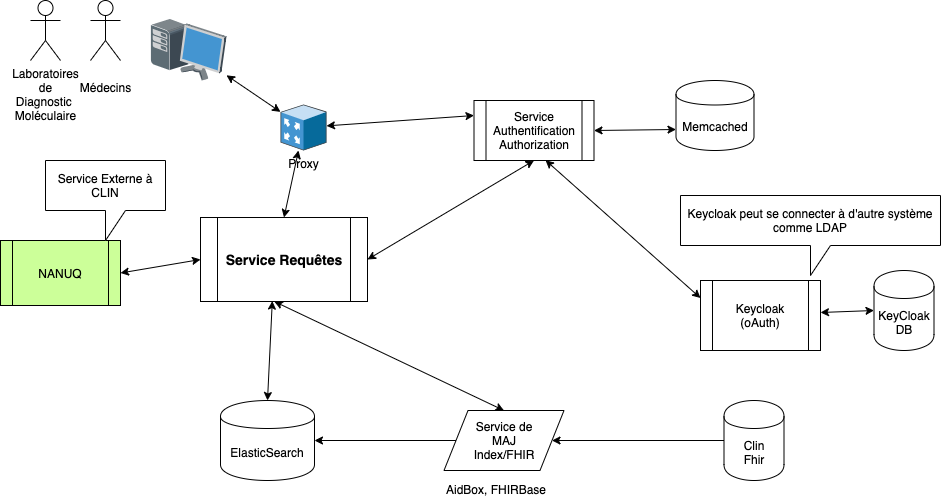 Laboratoires
de
Diagnostic
Moléculaire
Médecins
Proxy
Service
Authentification
Authorization
Memcached
Service Externe à
CLIN
NANUQ
Service Requêtes
Keycloak peut se connecter à d'autre système
comme LDAP
Keycloak
(oAuth)
KeyCloak
DB
ElasticSearch
Service de
MAJ
Index/FHIR
AidBox, FHIRBase
Clin
Fhir